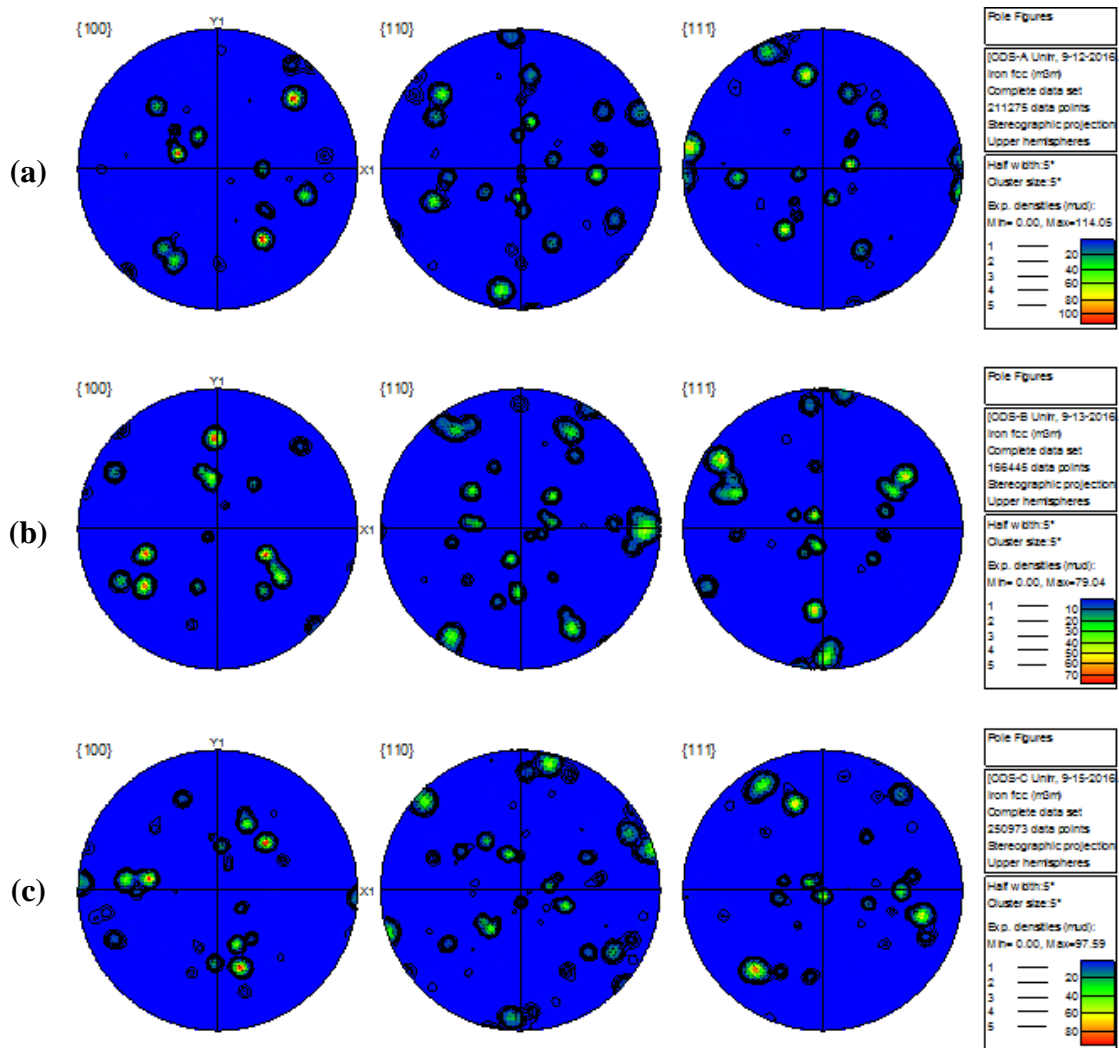 {100}
Y1
{110}
{111}
X1
(a)
Pole Figures
[ODS-A Unirr, 9-12-2016
Iron fcc (m3m)
Complete data set
211275 data points
Stereographic projection
Upper hemispheres
Half width:5°
Cluster size:5°
Exp. densities (mud):
Min= 0.00, Max=114.05
1
2
3
4
5
20
40
60
80
100
{100}
Y1
{110}
{111}
X1
(b)
Pole Figures
[ODS-B Unirr, 9-13-2016
Iron fcc (m3m)
Complete data set
166445 data points
Stereographic projection
Upper hemispheres
Half width:5°
Cluster size:5°
Exp. densities (mud):
Min= 0.00, Max=79.04
1
2
3
4
5
10
20
30
40
50
60
70
{100}
Y1
{110}
{111}
X1
(c)
Pole Figures
[ODS-C Unirr, 9-15-2016
Iron fcc (m3m)
Complete data set
250973 data points
Stereographic projection
Upper hemispheres
Half width:5°
Cluster size:5°
Exp. densities (mud):
Min= 0.00, Max=97.59
1
2
3
4
5
20
40
60
80